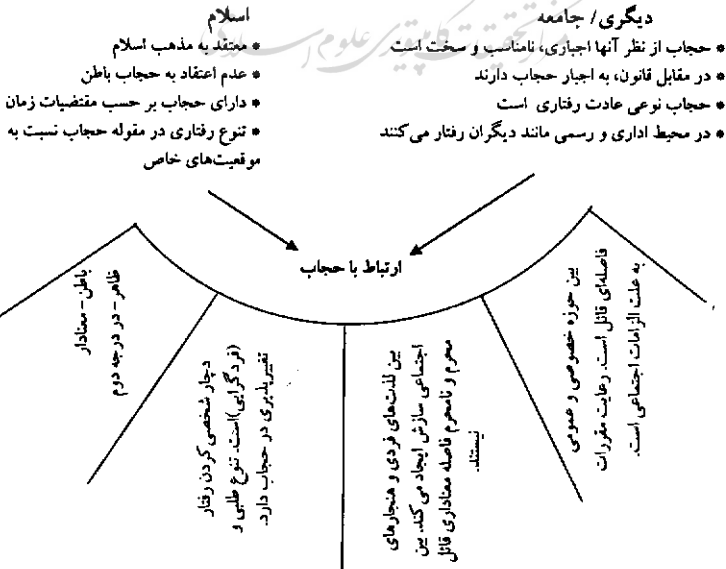 اسلام
* معتقد به مذهب اسلام
* عدم اعتقاد به حجاب باطن
* دارای حجاب بر حسب مقتضیات زمان
* تنوع رفتاری در مقوله حجاب نسبت به
موقعیت‌های خاص
دیگری/ جامعه
* حجاب از نظر آنها اجباری، نامناسب و سخت است
* در مقابل قانون، به اجبار حجاب دارند
* حجاب نوعی عادت رفتاری است
* در محیط اداری و رسمی مانند دیگران رفتار می‌کنند
ارتباط با حجاب
بین حوزه خصوصی و عمومی
فاصله‌ای قائل است. رعایت مقررات
به علت الزامات اجتماعی است.
بین لذت‌های فردی و هنجارهای
اجتماعی سازش ایجاد می‌کند. بین
محرم و نامحرم فاصله معناداری قائل
نیستند.
دچار شخصی کردن رفتار
(فردگرایی)است. تنوع طلبی و
تغییرپذیری در حجاب دارد.
باطن - معنادار
ظاهر - در درجه دوم